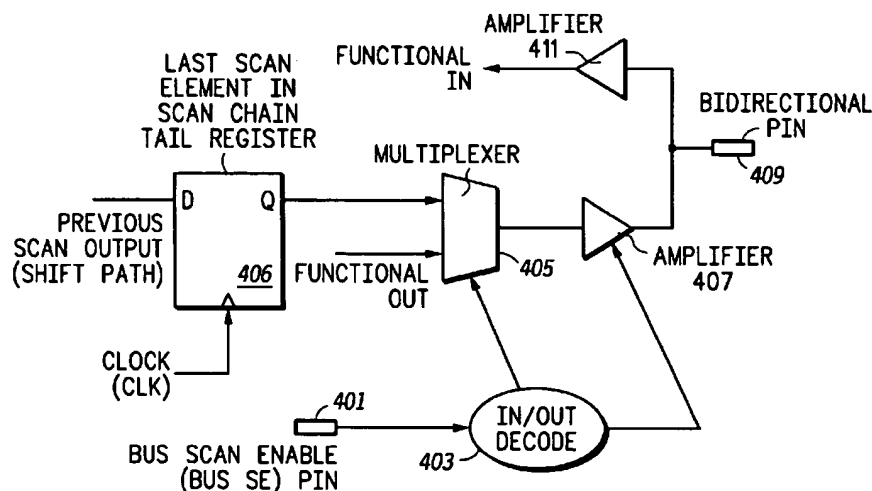 AMPLIFIER
411
FUNCTIONAL
IN
LAST SCAN
ELEMENT IN
SCAN CHAIN
TAIL REGISTER
BIDIRECTIONAL
PIN
409
MULTIPLEXER
D
Q
PREVIOUS
SCAN OUTPUT
(SHIFT PATH)
406
FUNCTIONAL
OUT
405
AMPLIFIER
407
CLOCK
(CLK)
401
BUS SCAN ENABLE
(BUS SE) PIN
IN/OUT
DECODE
403